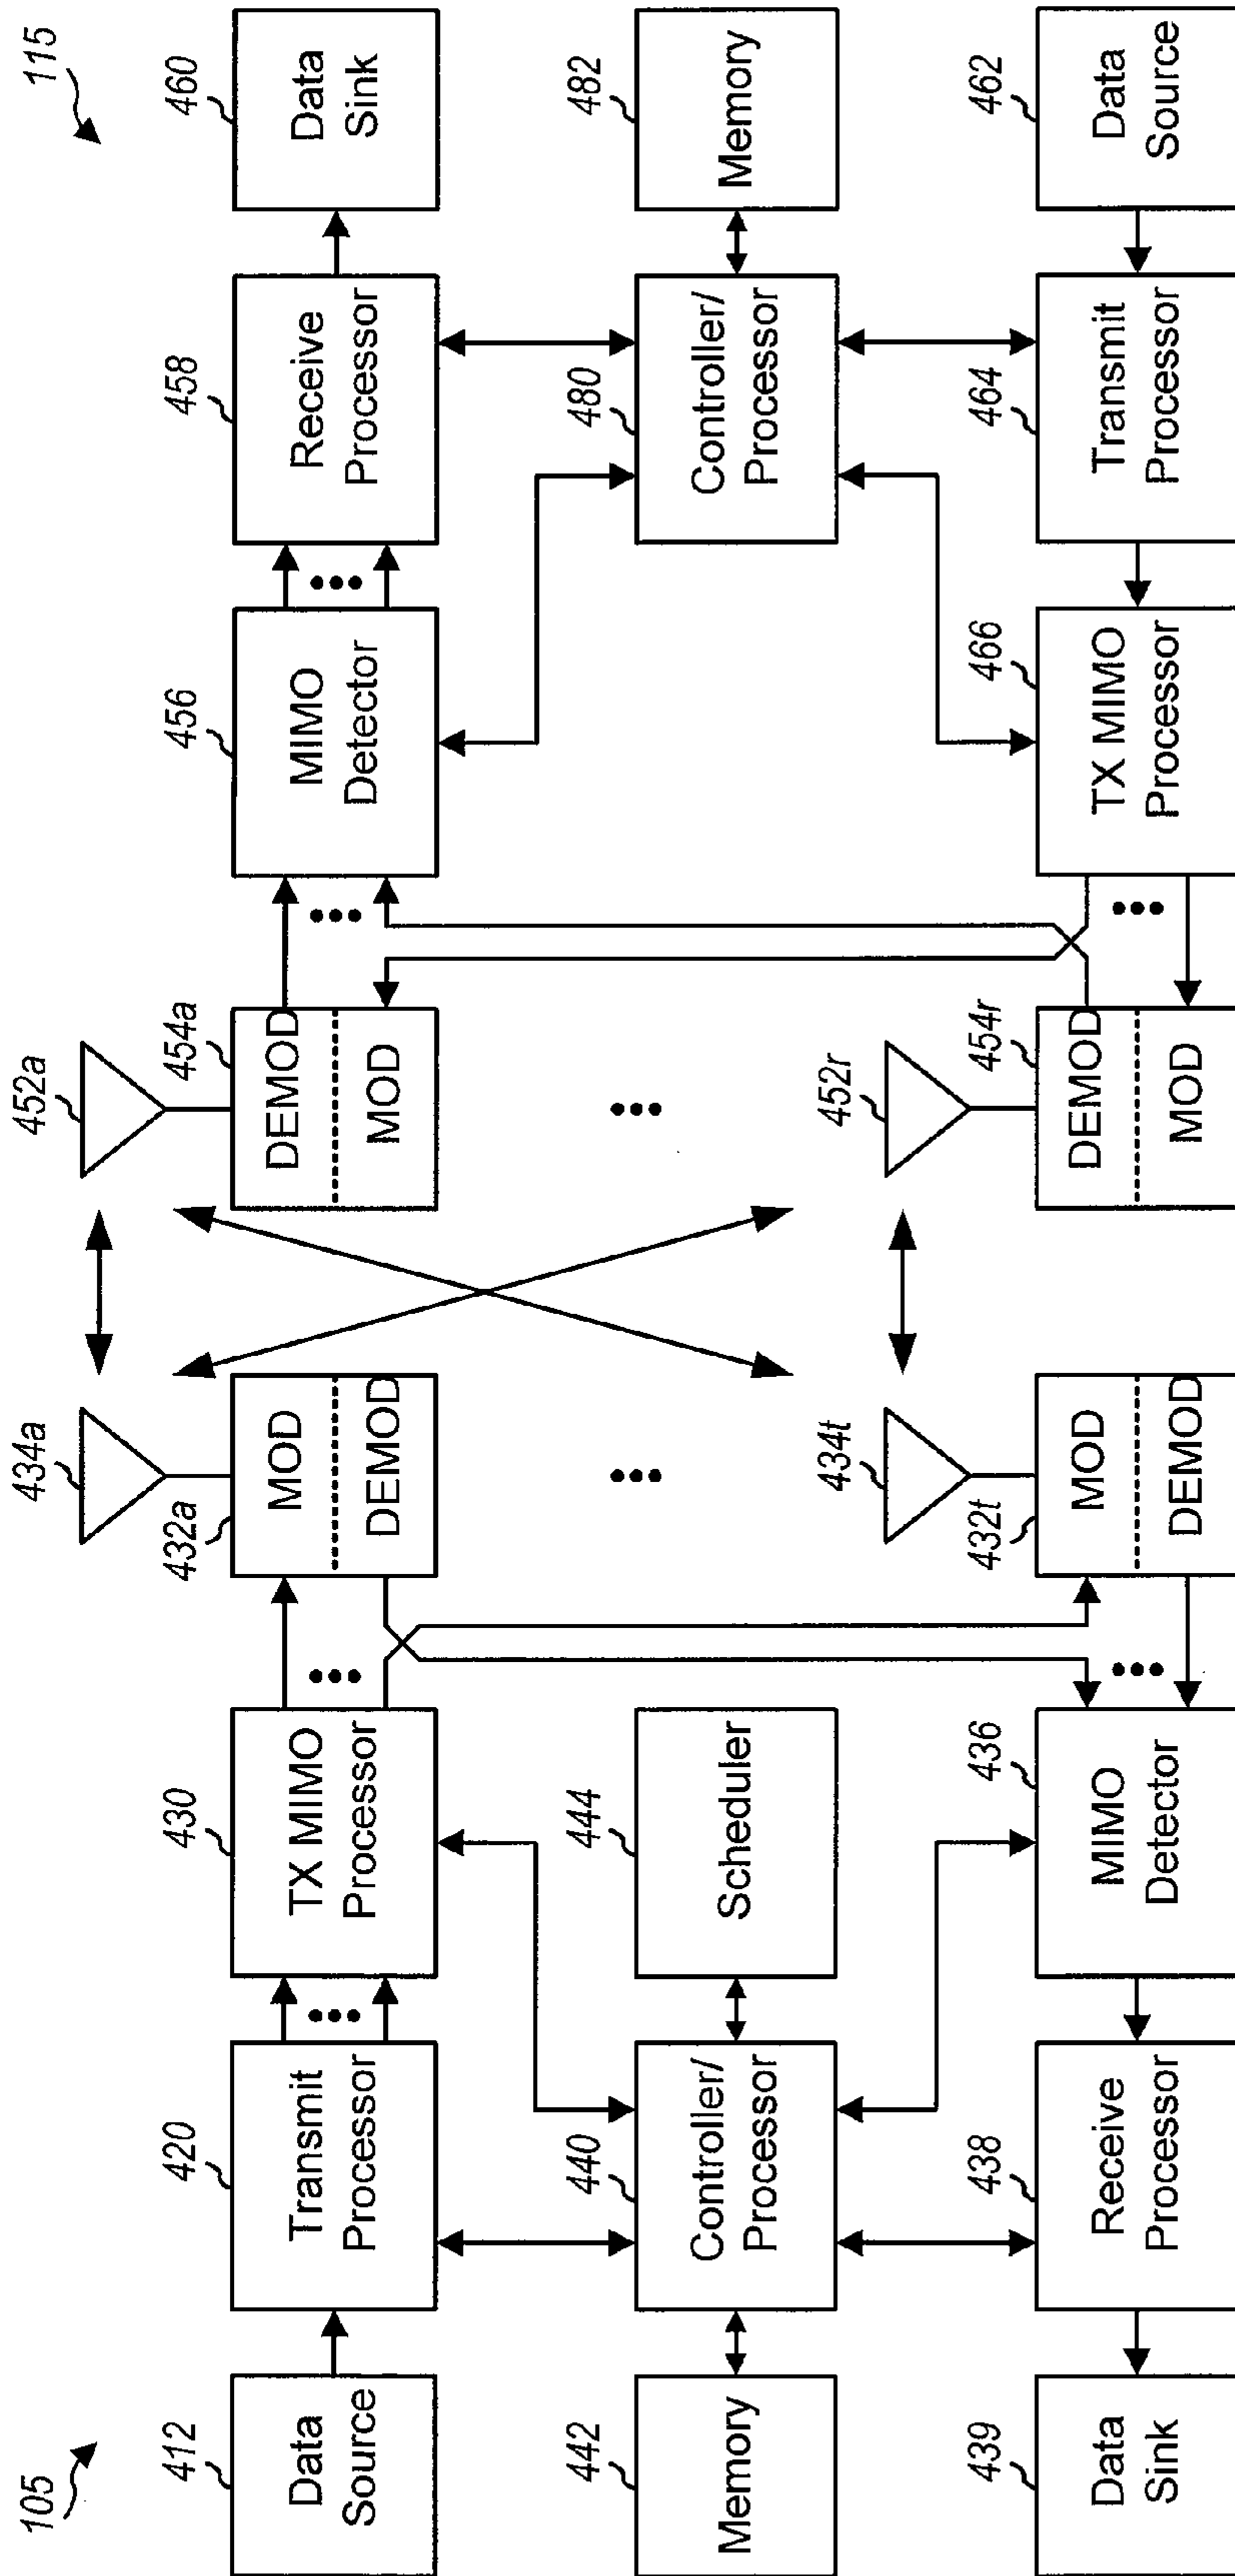 105
115
412
Data
Source
420
Transmit
Processor
430
TX MIMO
Processor
432a
MOD
DEMOD
434a
452a
454a
DEMOD
MOD
456
MIMO
Detector
458
Receive
Processor
460
Data
Sink
442
Memory
440
Controller/
Processor
444
Scheduler
480
Controller/
Processor
482
Memory
439
Data
Sink
438
Receive
Processor
436
MIMO
Detector
432t
MOD
DEMOD
434t
452r
454r
DEMOD
MOD
466
TX MIMO
Processor
464
Transmit
Processor
462
Data
Source